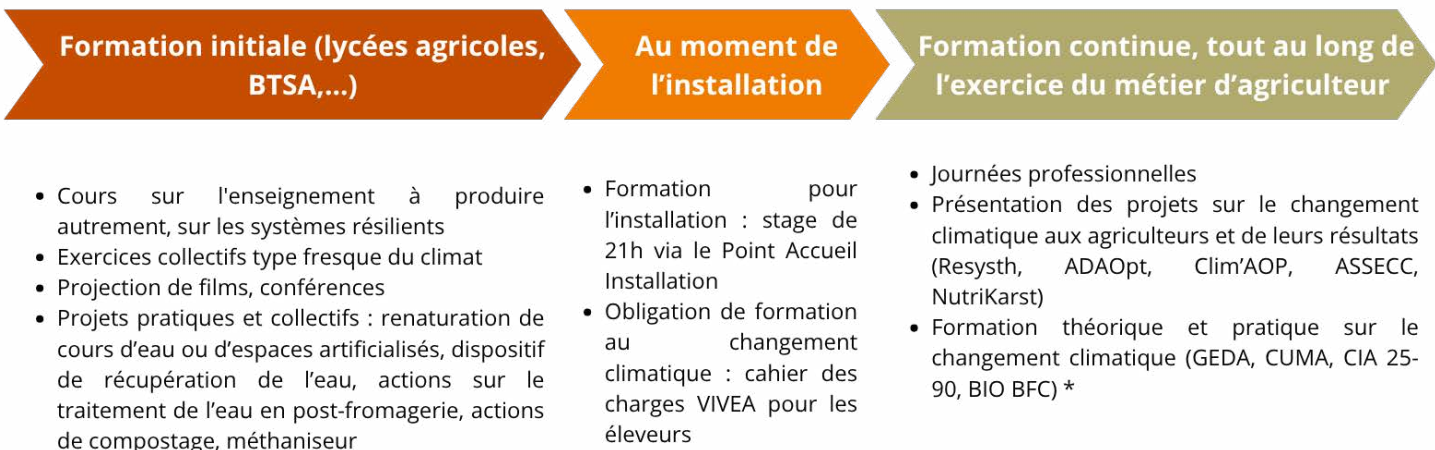 Formation initiale (lycées agricoles,
BTSA,...)
Au moment de
l'installation
Formation continue, tout au long de
l'exercice du métier d'agriculteur
• Cours sur l'enseignement à produire
autrement, sur les systèmes résilients
• Exercices collectifs type fresque du climat
• Projection de films, conférences
• Projets pratiques et collectifs : renaturation de
cours d'eau ou d'espaces artificialisés, dispositif
de récupération de l'eau, actions sur le
traitement de l'eau en post-fromagerie, actions
de compostage, méthaniseur
• Formation pour
l'installation : stage de
21h via le Point Accueil
Installation
• Obligation de formation
au changement
climatique : cahier des
charges VIVEA pour les
éleveurs
• Journées professionnelles
• Présentation des projets sur le changement
climatique aux agriculteurs et de leurs résultats
(Resysth, ADAOpt, Clim'AOP, ASSECC,
NutriKarst)
• Formation théorique et pratique sur le
changement climatique (GEDA, CUMA, CIA 25-
90, BIO BFC) *